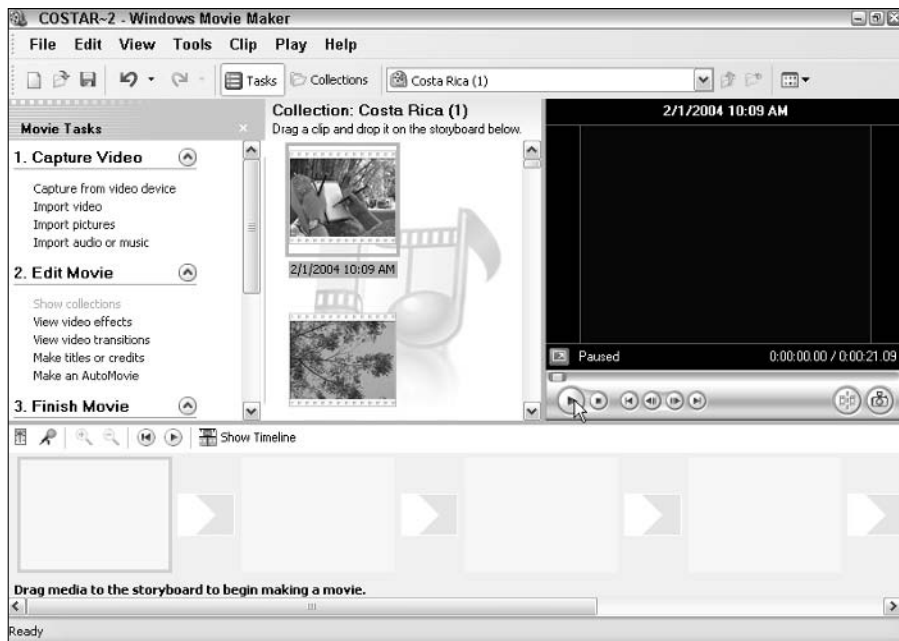 COSTAR~2 - Windows Movie Maker
File Edit View Tools Clip Play Help
Tasks Collections Costa Rica (1)
Movie Tasks
1. Capture Video
Capture from video device
Import video
Import pictures
Import audio or music
2. Edit Movie
Show collections
View video effects
View video transitions
Make titles or credits
Make an AutoMovie
3. Finish Movie
Collection: Costa Rica (1)
Drag a clip and drop it on the storyboard below.
2/1/2004 10:09 AM
2/1/2004 10:09 AM
Paused 0:00:00.00 / 0:00:21.09
Show Timeline
Drag media to the storyboard to begin making a movie.
Ready